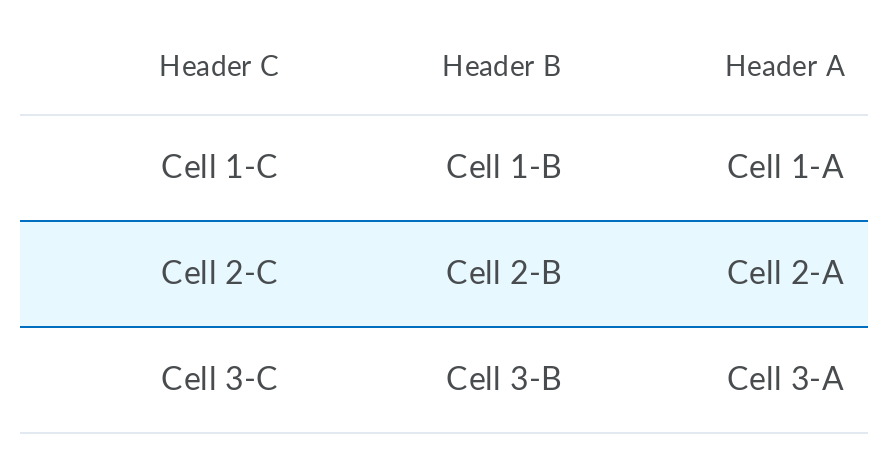 Header C Header B Header A
Cell 1-C Cell 1-B Cell 1-A
Cell 2-C Cell 2-B Cell 2-A
Cell 3-C Cell 3-B Cell 3-A